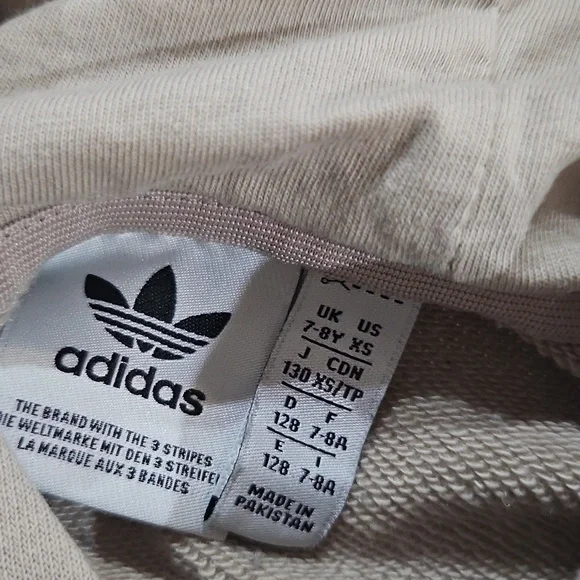 adidas
THE BRAND WITH THE 3 STRIPES
DIE WELTMARKE MIT DEN 3 STREIFEN
LA MARQUE AUX 3 BANDES
UK US
7-8Y XS
J CDN
130 XS/TP
D F
128 7-8A
E I
128 7-8A
MADE IN
PAKISTAN